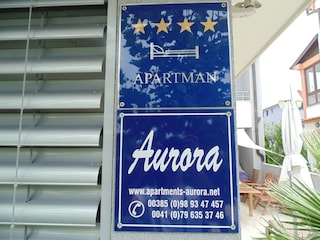 APARTMAN
Aurora
www.apartments-aurora.net
00385 (0)98 93 47 457
0041 (0)79 635 37 46